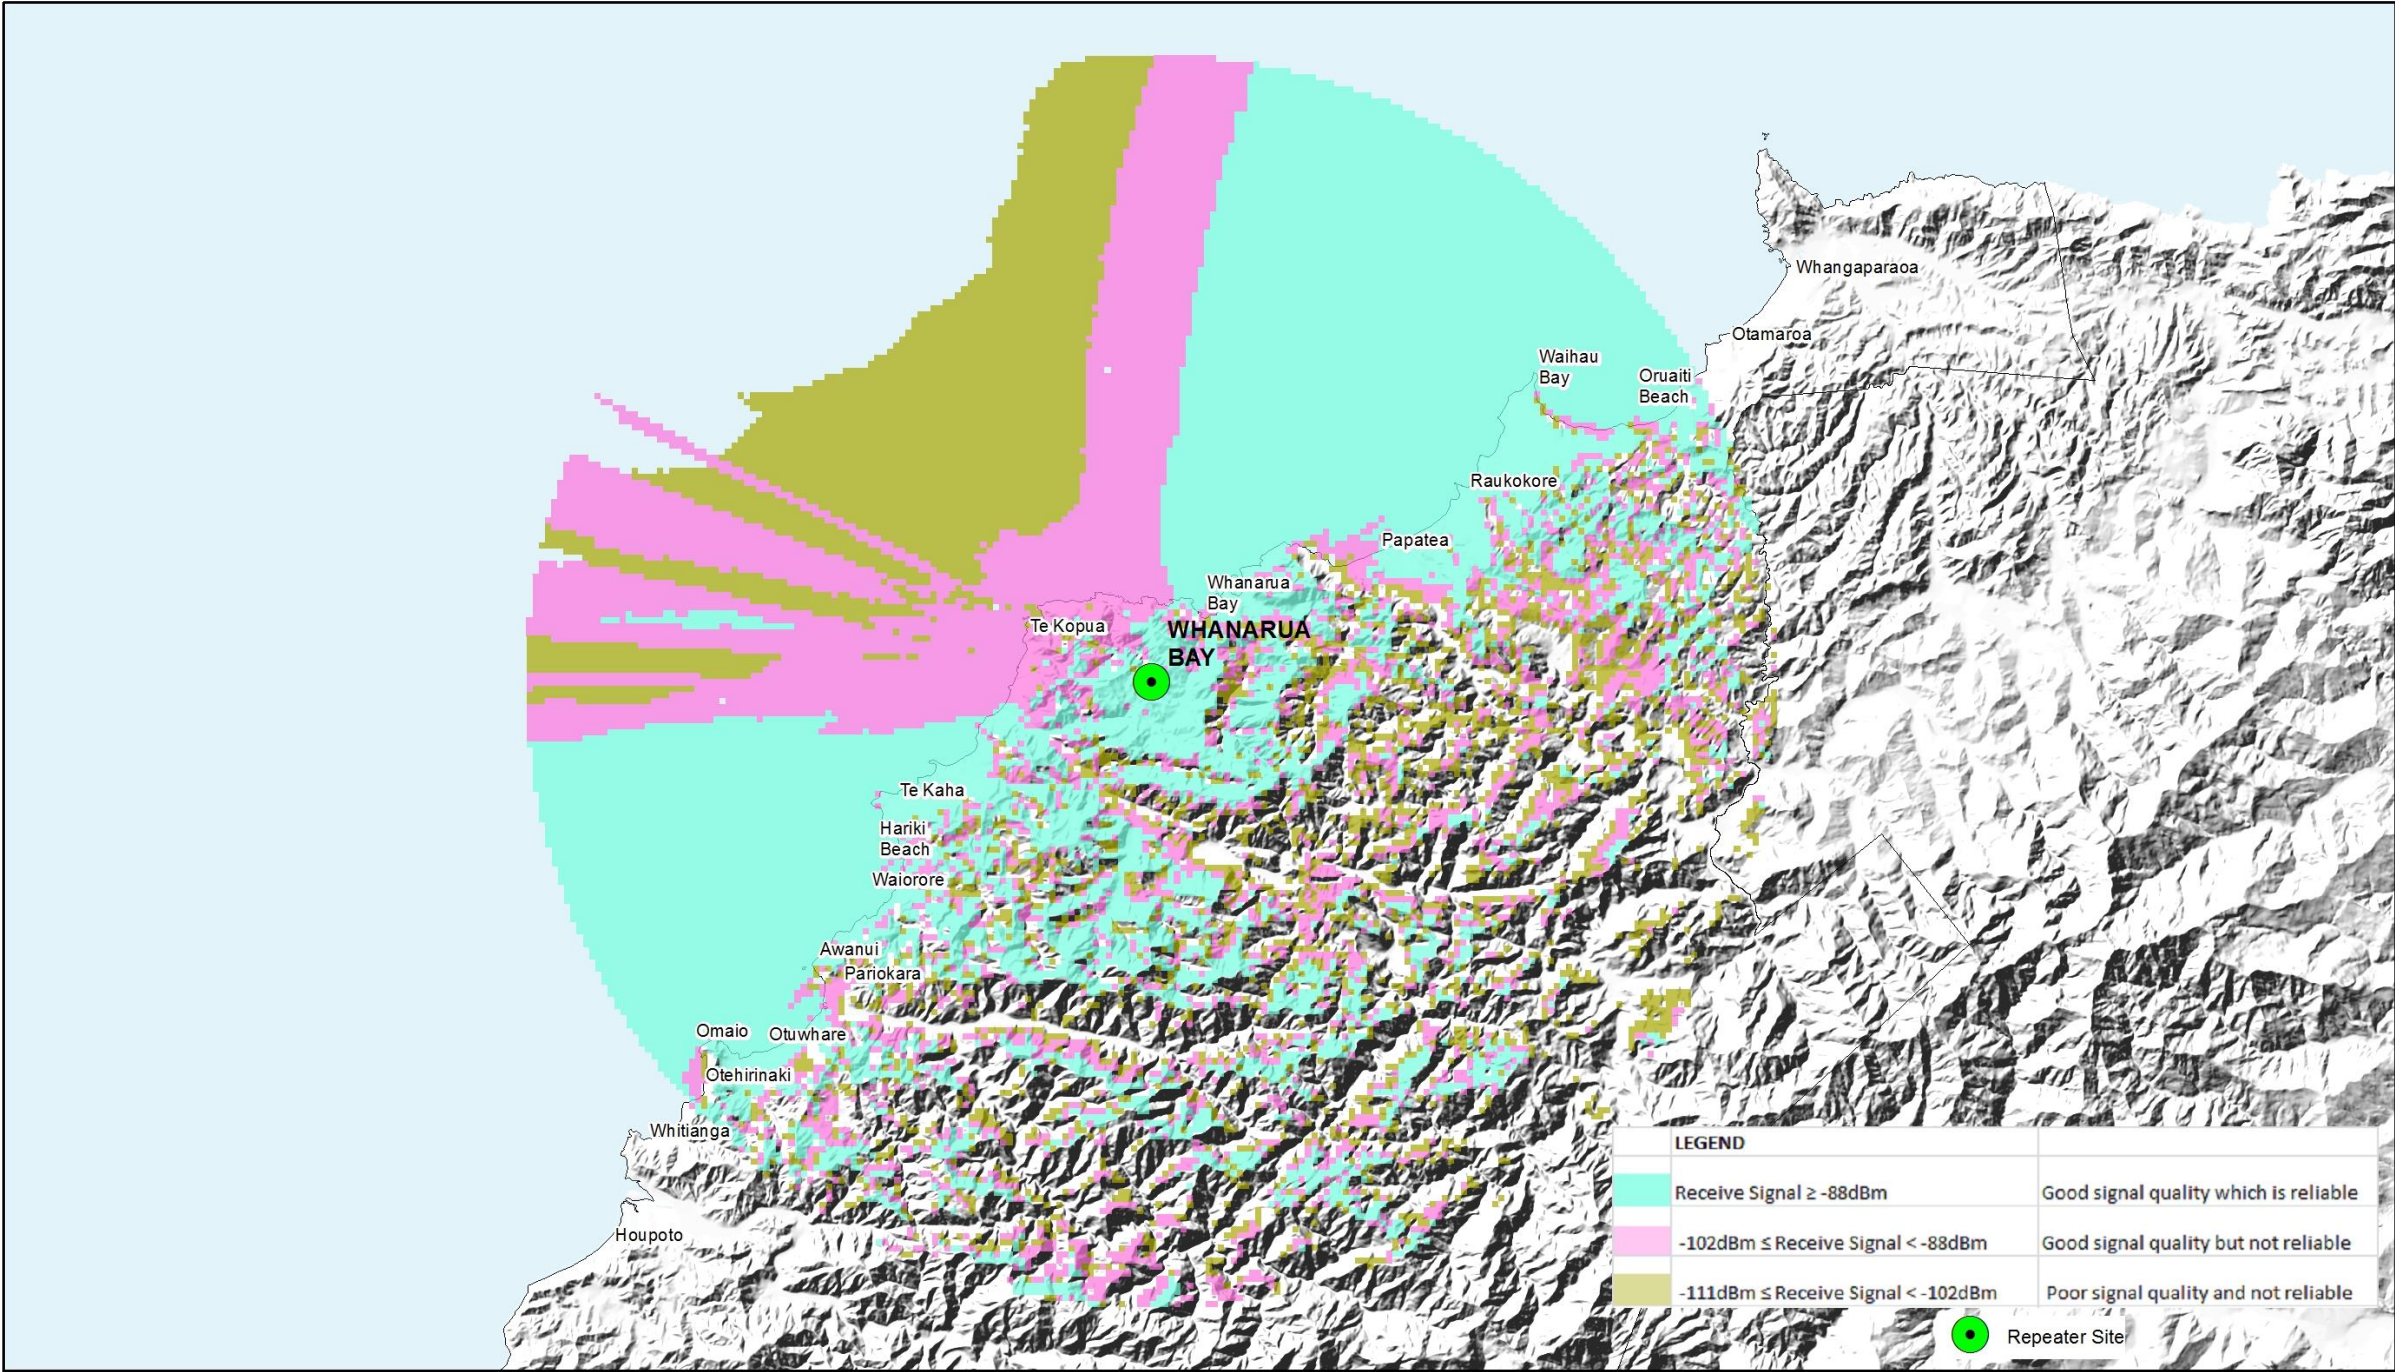 Whangaparaoa
Otamaroa
Waihau
Bay
Oruaiti
Beach
Raukokore
Papatea
Whanarua
Bay
Te Kopua
WHANARUA
BAY
Te Kaha
Hariki
Beach
Waiorore
Awanui
Pariokara
Omaio
Otuwhare
Otehirinaki
Whitianga
Houpoto
LEGEND
Receive Signal ≥ -88dBm Good signal quality which is reliable
-102dBm ≤ Receive Signal < -88dBm Good signal quality but not reliable
-111dBm ≤ Receive Signal < -102dBm Poor signal quality and not reliable
Repeater Site